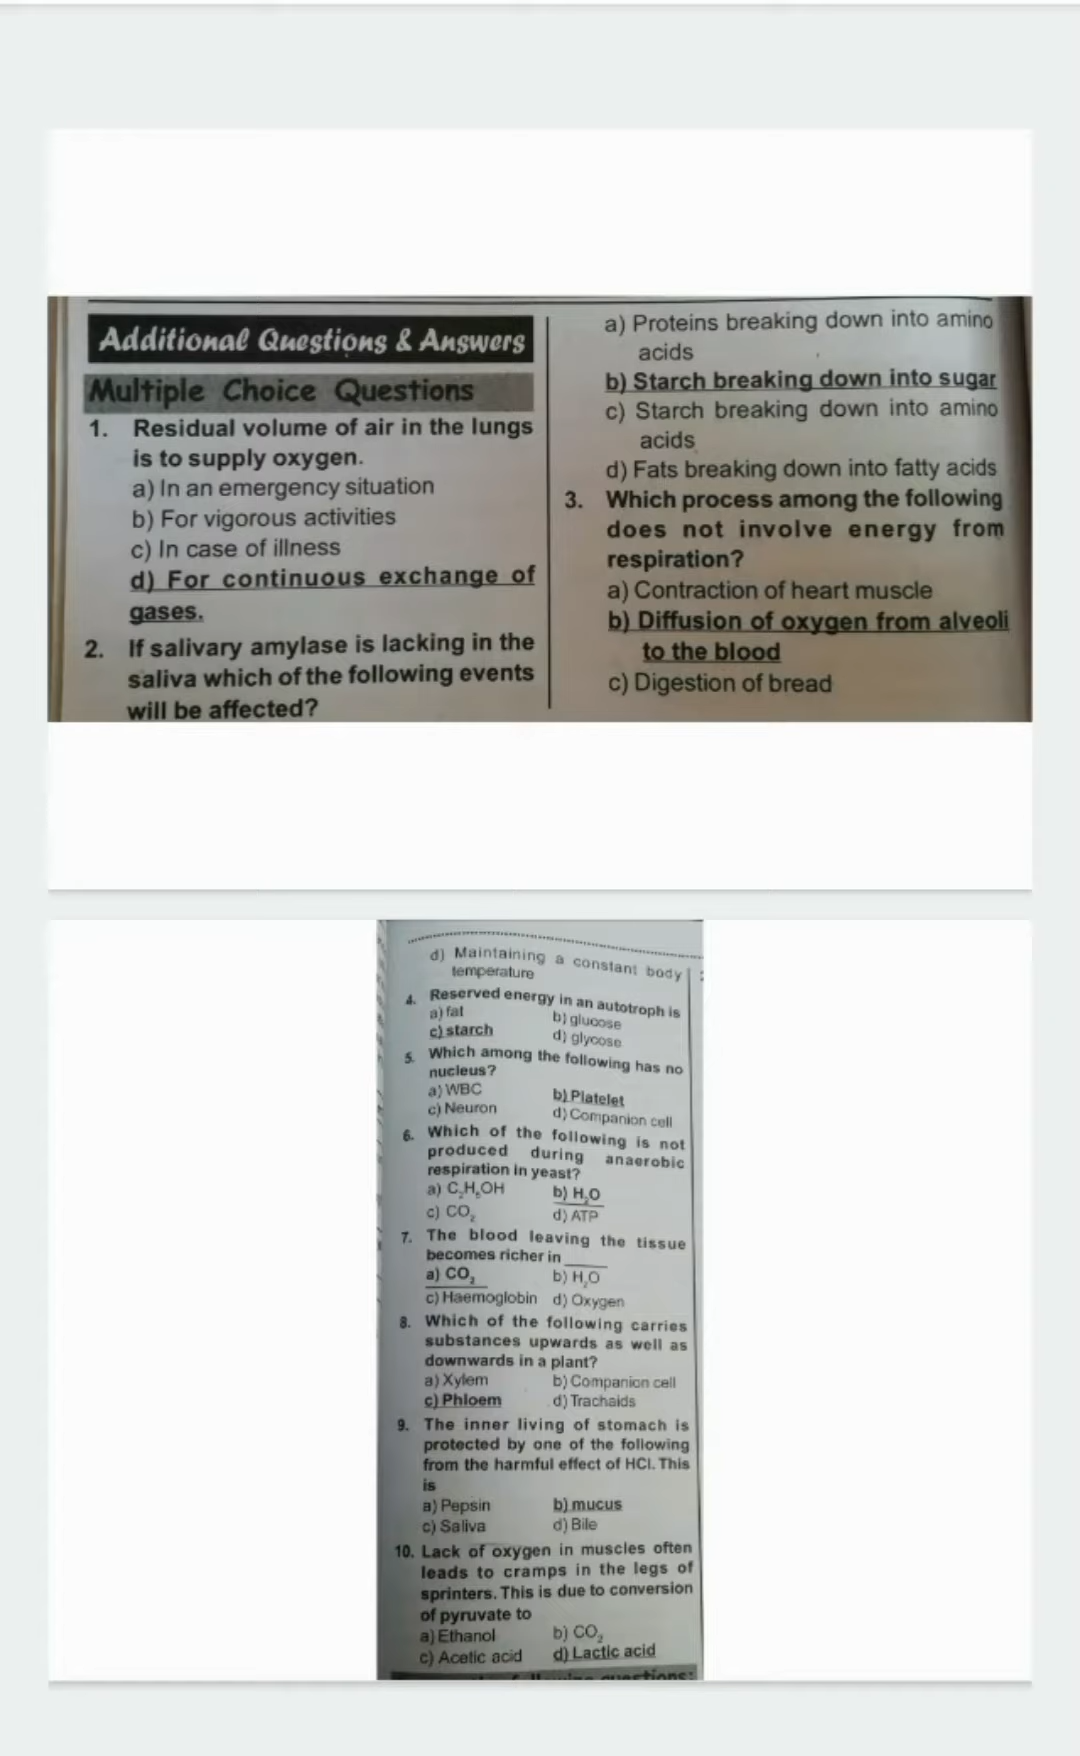 Additional Questions & Answers
Multiple Choice Questions
1. Residual volume of air in the lungs
is to supply oxygen.
a) In an emergency situation
b) For vigorous activities
c) In case of illness
d) For continuous exchange of
gases.
2. If salivary amylase is lacking in the
saliva which of the following events
will be affected?
a) Proteins breaking down into amino
acids
b) Starch breaking down into sugar
c) Starch breaking down into amino
acids
d) Fats breaking down into fatty acids
3. Which process among the following
does not involve energy from
respiration?
a) Contraction of heart muscle
b) Diffusion of oxygen from alveoli
to the blood
c) Digestion of bread
d) Maintaining a constant body
temperature
4. Reserved energy in an autotroph is
a) fat b) glucose
c) starch d) glycose
5. Which among the following has no
nucleus?
a) WBC b) Platelet
c) Neuron d) Companion cell
6. Which of the following is not
produced during anaerobic
respiration in yeast?
a) C₂H₅OH b) H₂O
c) CO₂ d) ATP
7. The blood leaving the tissue
becomes richer in ____
a) CO₂ b) H₂O
c) Haemoglobin d) Oxygen
8. Which of the following carries
substances upwards as well as
downwards in a plant?
a) Xylem b) Companion cell
c) Phloem d) Trachaids
9. The inner living of stomach is
protected by one of the following
from the harmful effect of HCl. This
is
a) Pepsin b) mucus
c) Saliva d) Bile
10. Lack of oxygen in muscles often
leads to cramps in the legs of
sprinters. This is due to conversion
of pyruvate to
a) Ethanol b) CO₂
c) Acetic acid d) Lactic acid
questions: